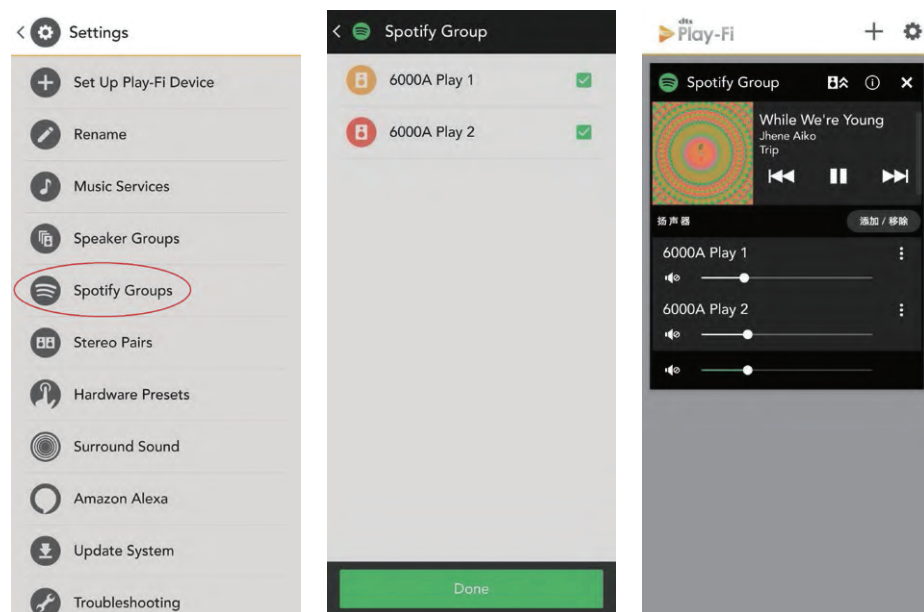 Settings
Set Up Play-Fi Device
Rename
Music Services
Speaker Groups
Spotify Groups
Stereo Pairs
Hardware Presets
Surround Sound
Amazon Alexa
Update System
Troubleshooting
Spotify Group
6000A Play 1
6000A Play 2
Done
dts
Play-Fi
Spotify Group
While We're Young
Jhene Aiko
Trip
扬声器
添加 / 移除
6000A Play 1
6000A Play 2